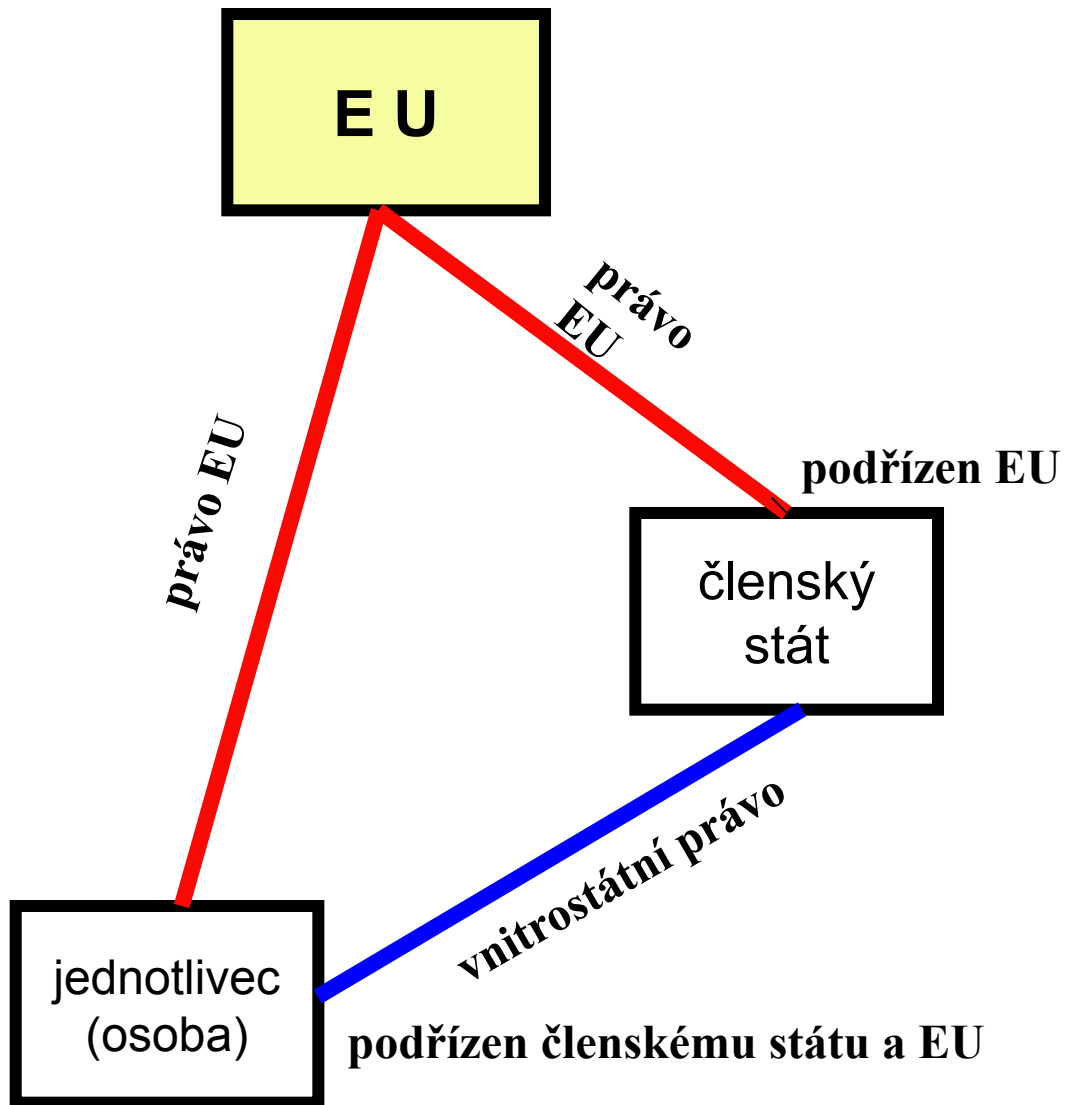 E U
právo
EU
právo EU
podřízen EU
členský
stát
vnitrostátní právo
jednotlivec
(osoba)
podřízen členskému státu a EU